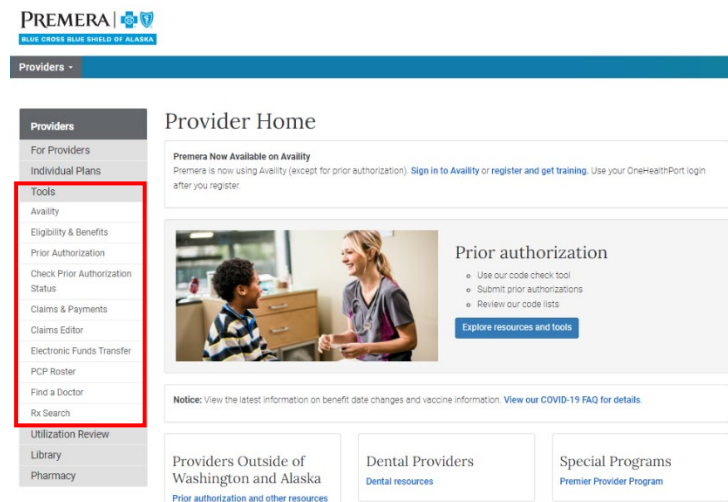 PREMERA
BLUE CROSS BLUE SHIELD OF ALASKA
Providers
Providers
For Providers
Individual Plans
Tools
Availity
Eligibility & Benefits
Prior Authorization
Check Prior Authorization
Status
Claims & Payments
Claims Editor
Electronic Funds Transfer
PCP Roster
Find a Doctor
Rx Search
Utilization Review
Library
Pharmacy
Provider Home
Premera Now Available on Availity
Premera is now using Availity (except for prior authorization). Sign in to Availity or register and get training. Use your OneHealthPort login
after you register.
Prior authorization
Use our code check tool
Submit prior authorizations
Review our code lists
Explore resources and tools
Notice: View the latest information on benefit date changes and vaccine information. View our COVID-19 FAQ for details.
Providers Outside of
Washington and Alaska
Prior authorization and other resources
Dental Providers
Dental resources
Special Programs
Premier Provider Program